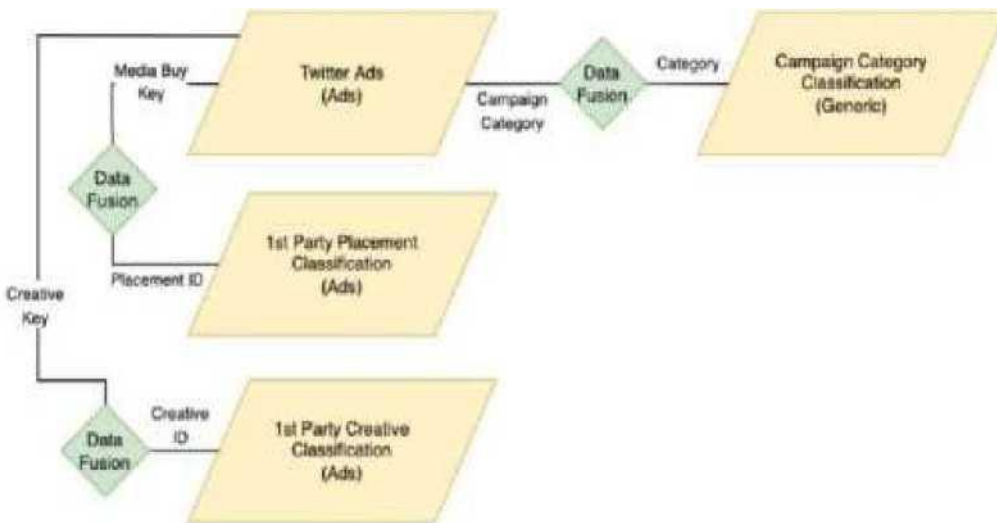 Media Buy
Key
Twitter Ads
(Ads)
Campaign
Category
Data
Fusion
Category
Campaign Category
Classification
(Generic)
Data
Fusion
Placement ID
1st Party Placement
Classification
(Ads)
Creative
Key
Data
Fusion
Creative
ID
1st Party Creative
Classification
(Ads)